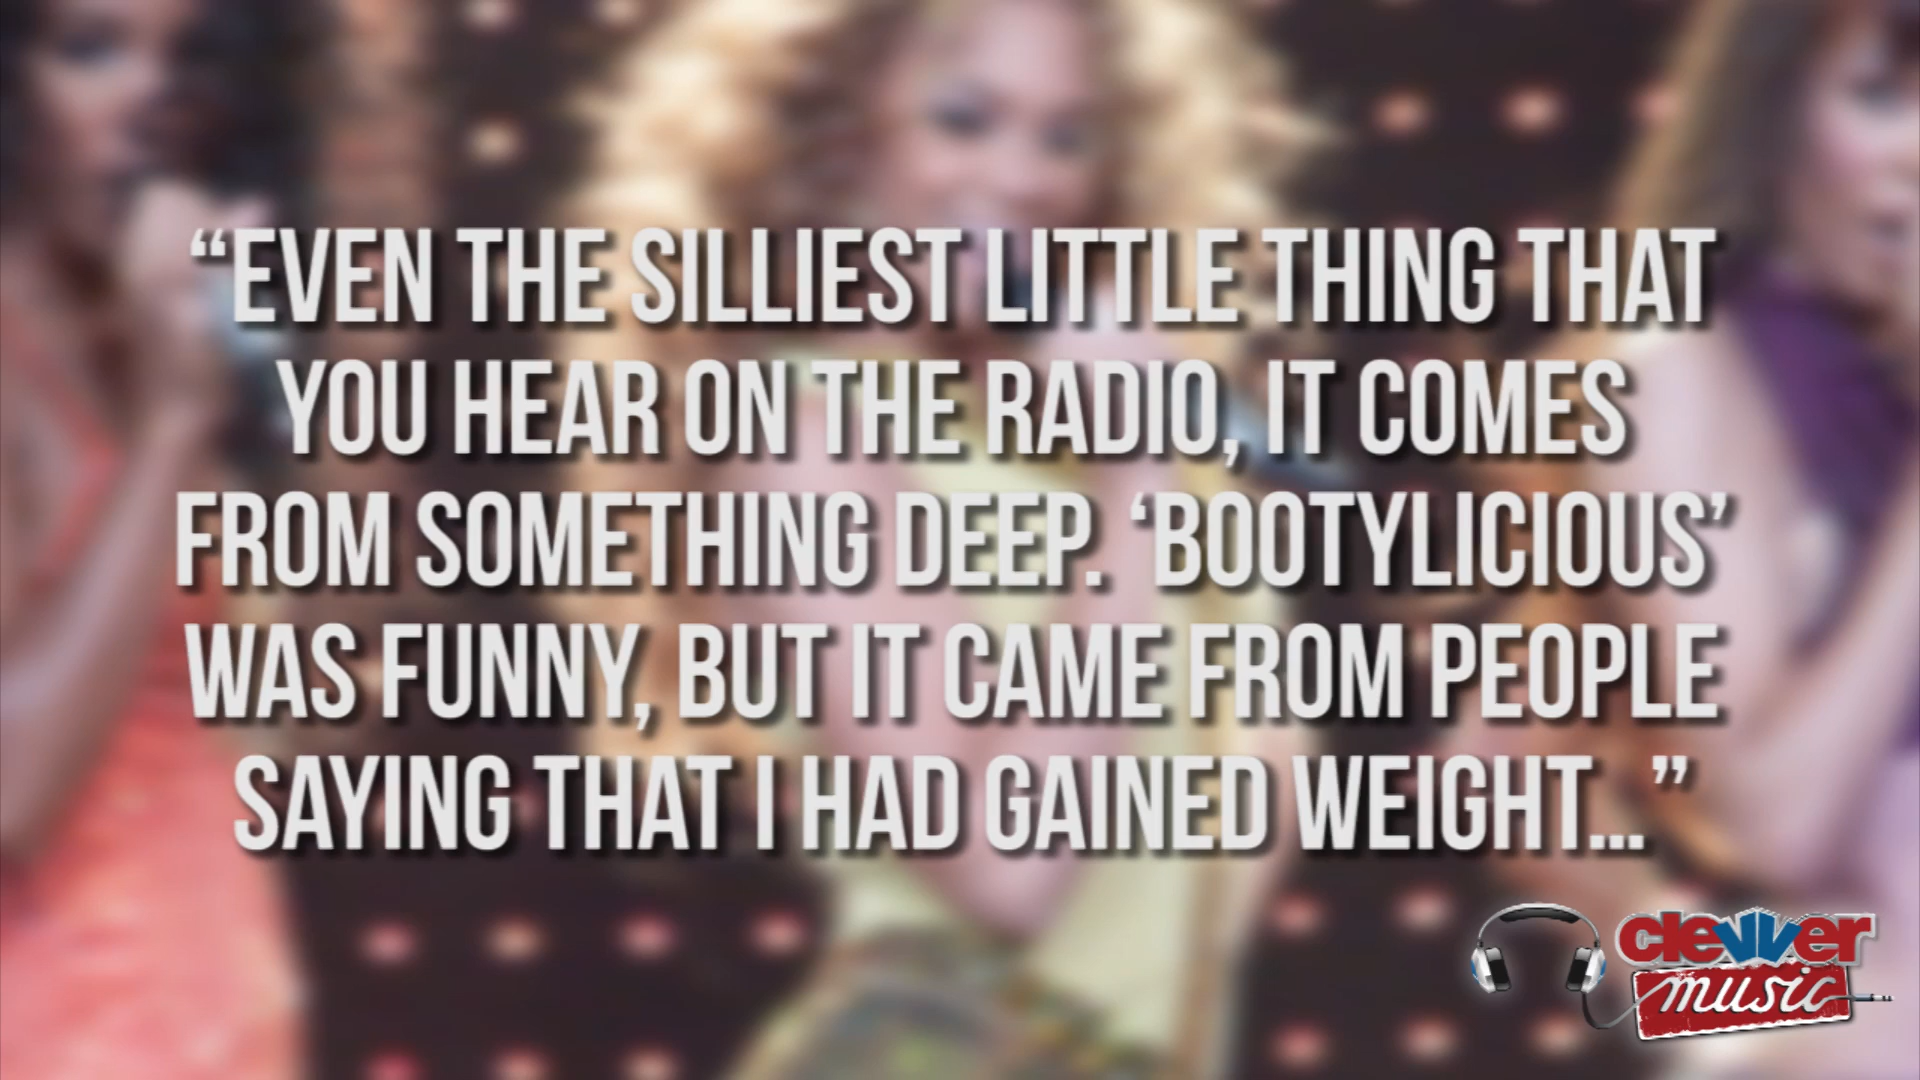 “EVEN THE SILLIEST LITTLE THING THAT
YOU HEAR ON THE RADIO, IT COMES
FROM SOMETHING DEEP. ‘BOOTYLICIOUS’
WAS FUNNY, BUT IT CAME FROM PEOPLE
SAYING THAT I HAD GAINED WEIGHT...”
clevver
music